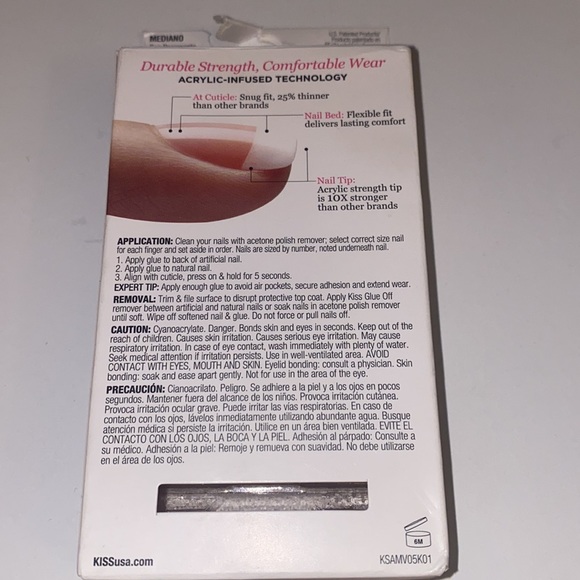 MEDIANO
U.S. Patented Products
Durable Strength, Comfortable Wear
ACRYLIC-INFUSED TECHNOLOGY
At Cuticle: Snug fit, 25% thinner
than other brands
Nail Bed: Flexible fit
delivers lasting comfort
Nail Tip:
Acrylic strength tip
is 10X stronger
than other brands
APPLICATION: Clean your nails with acetone polish remover; select correct size nail
for each finger and set aside in order. Nails are sized by number, noted underneath nail.
1. Apply glue to back of artificial nail.
2. Apply glue to natural nail.
3. Align with cuticle, press on & hold for 5 seconds.
EXPERT TIP: Apply enough glue to avoid air pockets, secure adhesion and extend wear.
REMOVAL: Trim & file surface to disrupt protective top coat. Apply Kiss Glue Off
remover between artificial and natural nails or soak nails in acetone polish remover
until soft. Wipe off softened nail & glue. Do not force or pull nails off.
CAUTION: Cyanoacrylate. Danger. Bonds skin and eyes in seconds. Keep out of the
reach of children. Causes skin irritation. Causes serious eye irritation. May cause
respiratory irritation. In case of eye contact, wash immediately with plenty of water.
Seek medical attention if irritation persists. Use in well-ventilated area. AVOID
CONTACT WITH EYES, MOUTH AND SKIN. Eyelid bonding: consult a physician. Skin
bonding: soak and ease apart gently. Not for use in the area of the eye.
PRECAUCIÓN: Cianoacrilato. Peligro. Se adhiere a la piel y a los ojos en pocos
segundos. Mantener fuera del alcance de los niños. Provoca irritación cutánea.
Provoca irritación ocular grave. Puede irritar las vías respiratorias. En caso de
contacto con los ojos, lávelos inmediatamente utilizando abundante agua. Busque
atención médica si persiste la irritación. Utilice en un área bien ventilada. EVITE EL
CONTACTO CON LOS OJOS, LA BOCA Y LA PIEL. Adhesión al párpado: Consulte a
su médico. Adhesión a la piel: Remoje y remueva con suavidad. No debe utilizarse
en el área de los ojos.
6M
KISSusa.com
KSAMV05K01